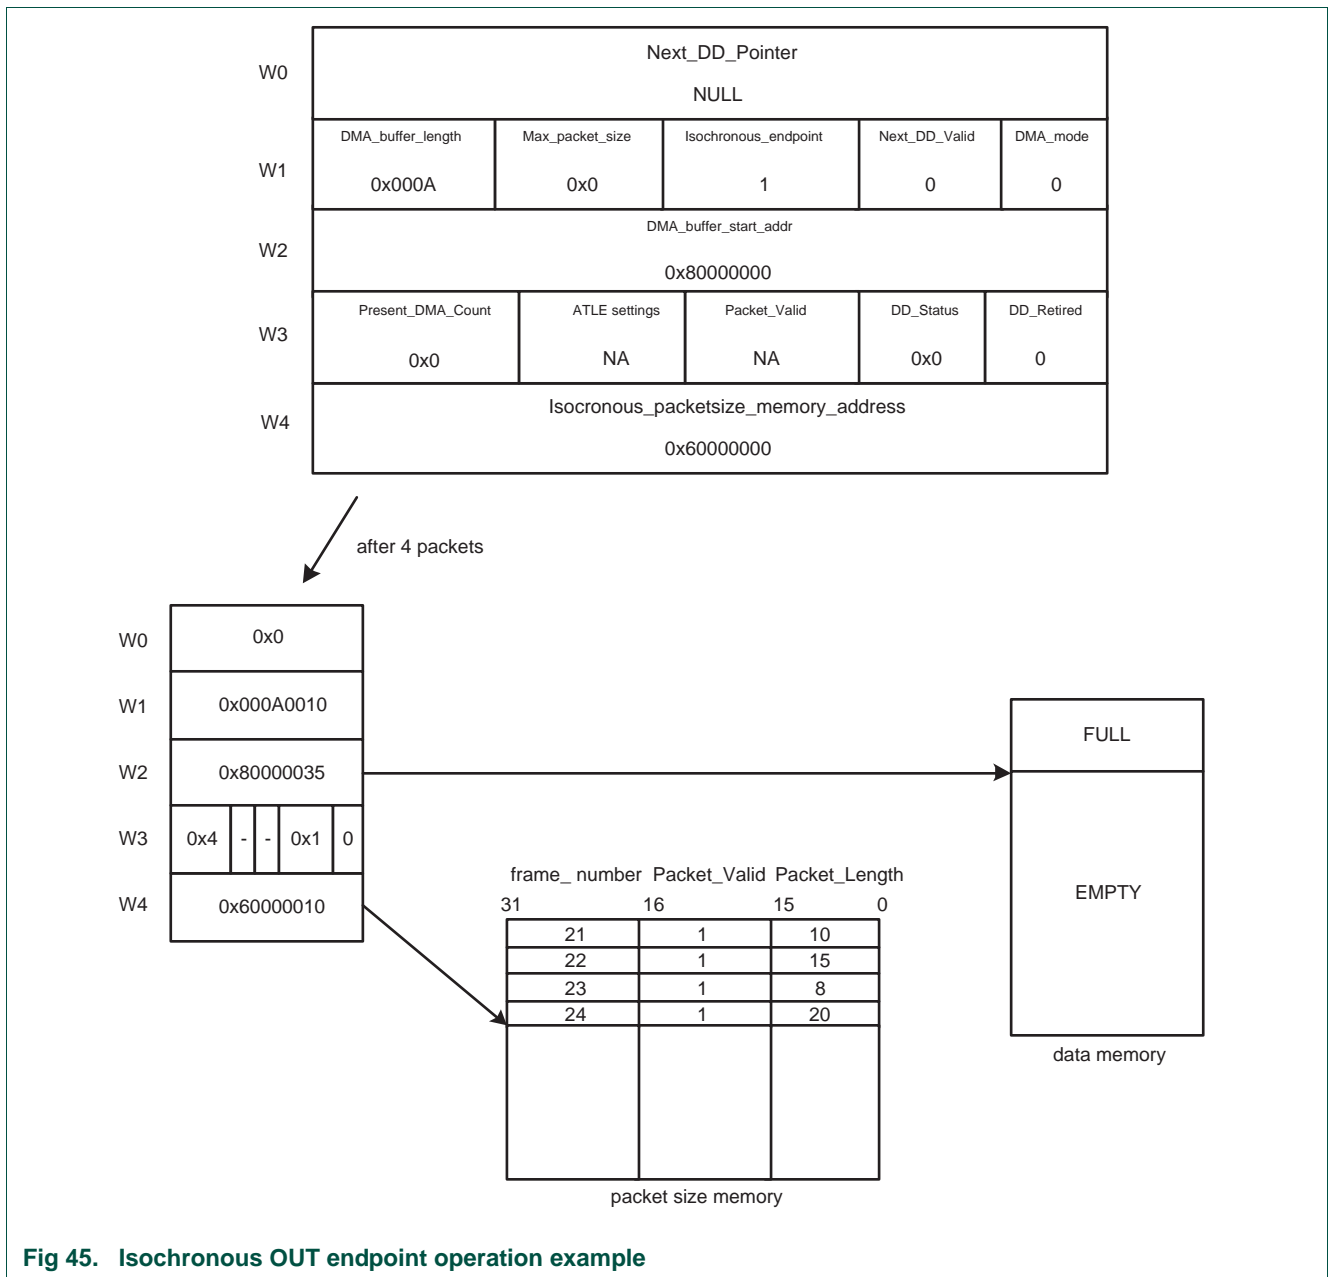 Next_DD_Pointer
W0
NULL
DMA_buffer_length Max_packet_size Isochronous_endpoint Next_DD_Valid DMA_mode
W1
0x000A 0x0 1 0 0
DMA_buffer_start_addr
W2
0x80000000
Present_DMA_Count ATLE settings Packet_Valid DD_Status DD_Retired
W3
0x0 NA NA 0x0 0
Isocronous_packetsize_memory_address
W4
0x60000000
after 4 packets
W0 0x0
W1 0x000A0010
FULL
W2 0x80000035
W3 0x4 - - 0x1 0
EMPTY
W4 0x60000010
frame_ number Packet_Valid Packet_Length
31 16 15 0
21 1 10
22 1 15
23 1 8
24 1 20
data memory
packet size memory
Fig 45. Isochronous OUT endpoint operation example